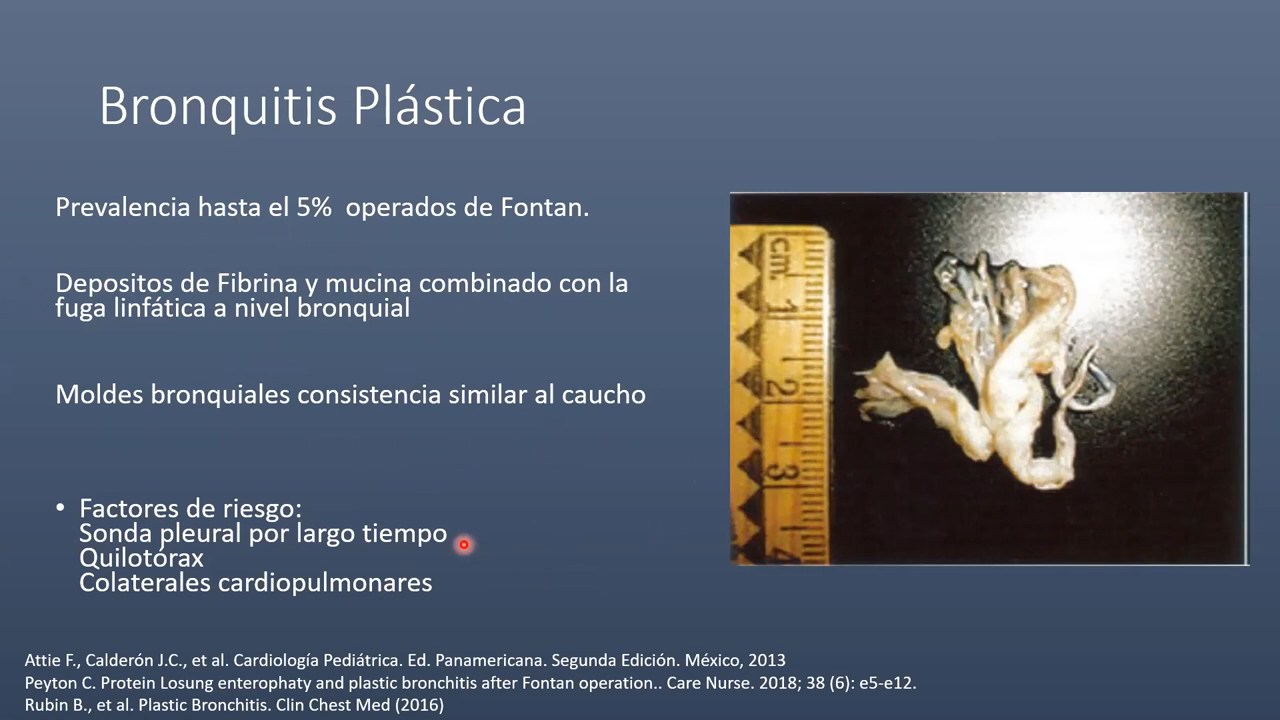 Bronquitis Plástica
Prevalencia hasta el 5%  operados de Fontan.
Depositos de Fibrina y mucina combinado con la
fuga linfática a nivel bronquial
Moldes bronquiales consistencia similar al caucho
• Factores de riesgo:
Sonda pleural por largo tiempo
Quilotórax
Colaterales cardiopulmonares
cm.
1
2
3
4
Attie F., Calderón J.C., et al. Cardiología Pediátrica. Ed. Panamericana. Segunda Edición. México, 2013
Peyton C. Protein Losung enterophaty and plastic bronchitis after Fontan operation.. Care Nurse. 2018; 38 (6): e5-e12.
Rubin B., et al. Plastic Bronchitis. Clin Chest Med (2016)